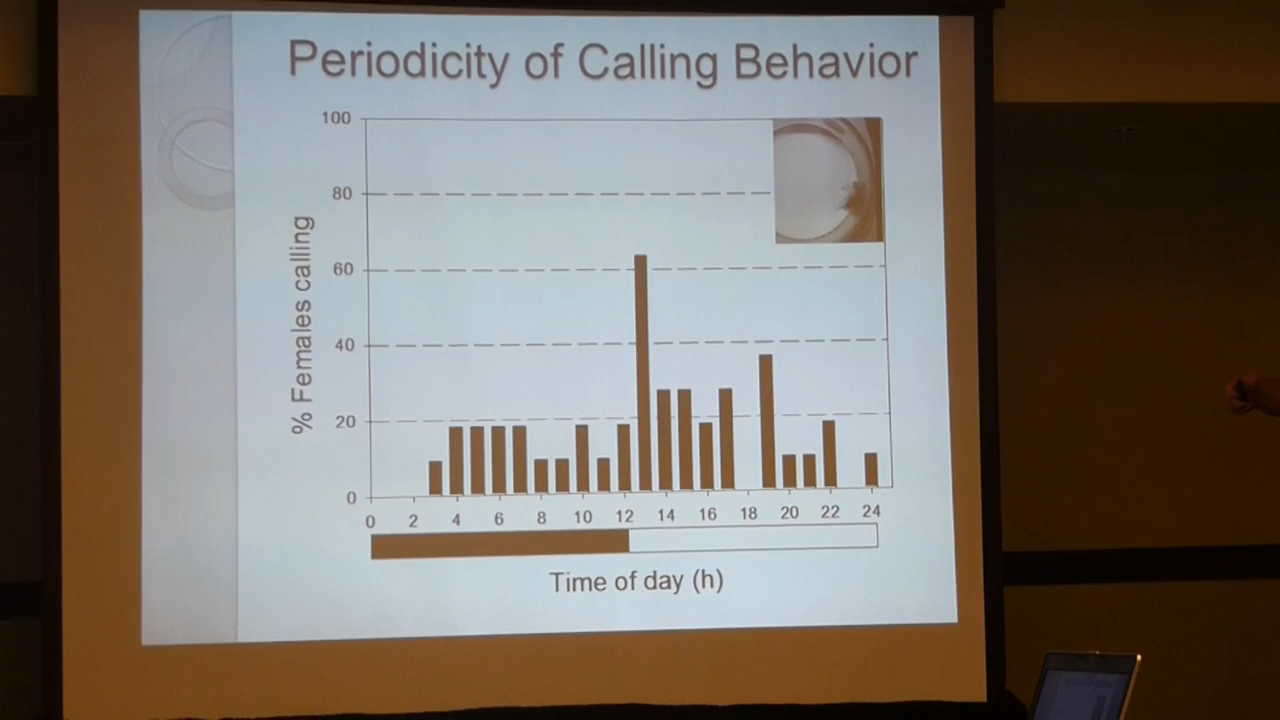 Periodicity of Calling Behavior
% Females calling
100
80
60
40
20
0
0 2 4 6 8 10 12 14 16 18 20 22 24
Time of day (h)